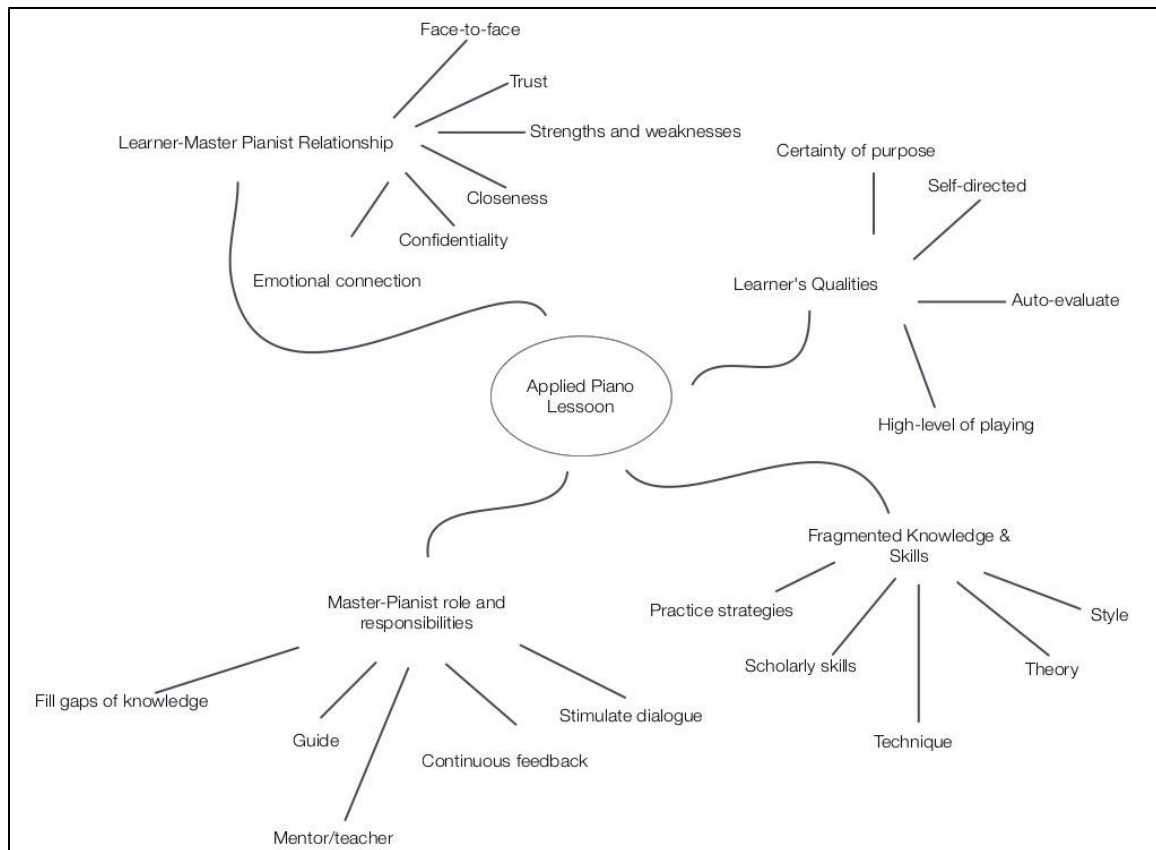 Face-to-face
Trust
Strengths and weaknesses
Learner-Master Pianist Relationship
Closeness
Confidentiality
Emotional connection
Certainty of purpose
Self-directed
Learner's Qualities
Auto-evaluate
High-level of playing
Applied Piano
Lessoon
Fragmented Knowledge &
Skills
Practice strategies
Scholarly skills
Technique
Theory
Style
Master-Pianist role and
responsibilities
Fill gaps of knowledge
Guide
Mentor/teacher
Continuous feedback
Stimulate dialogue